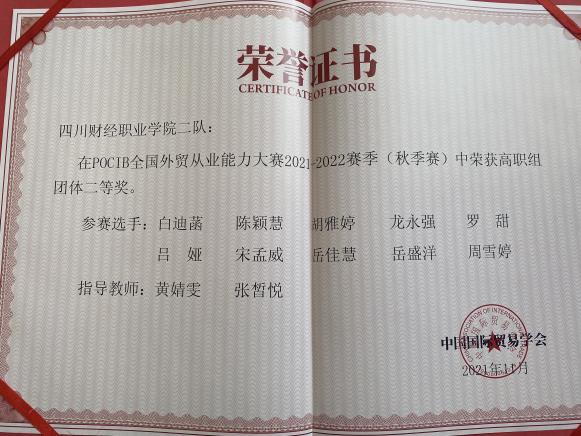 荣誉证书
CERTIFICATE OF HONOR
四川财经职业学院二队：
在POCIB全国外贸从业能力大赛2021-2022赛季（秋季赛）中荣获高职组
团体二等奖。
参赛选手：白迪菡 陈颖慧 胡雅婷 龙永强 罗 甜
吕 娅 宋孟威 岳佳慧 岳盛洋 周雪婷
指导教师：黄婧雯 张皙悦
中国国际贸易学会
2021年11月